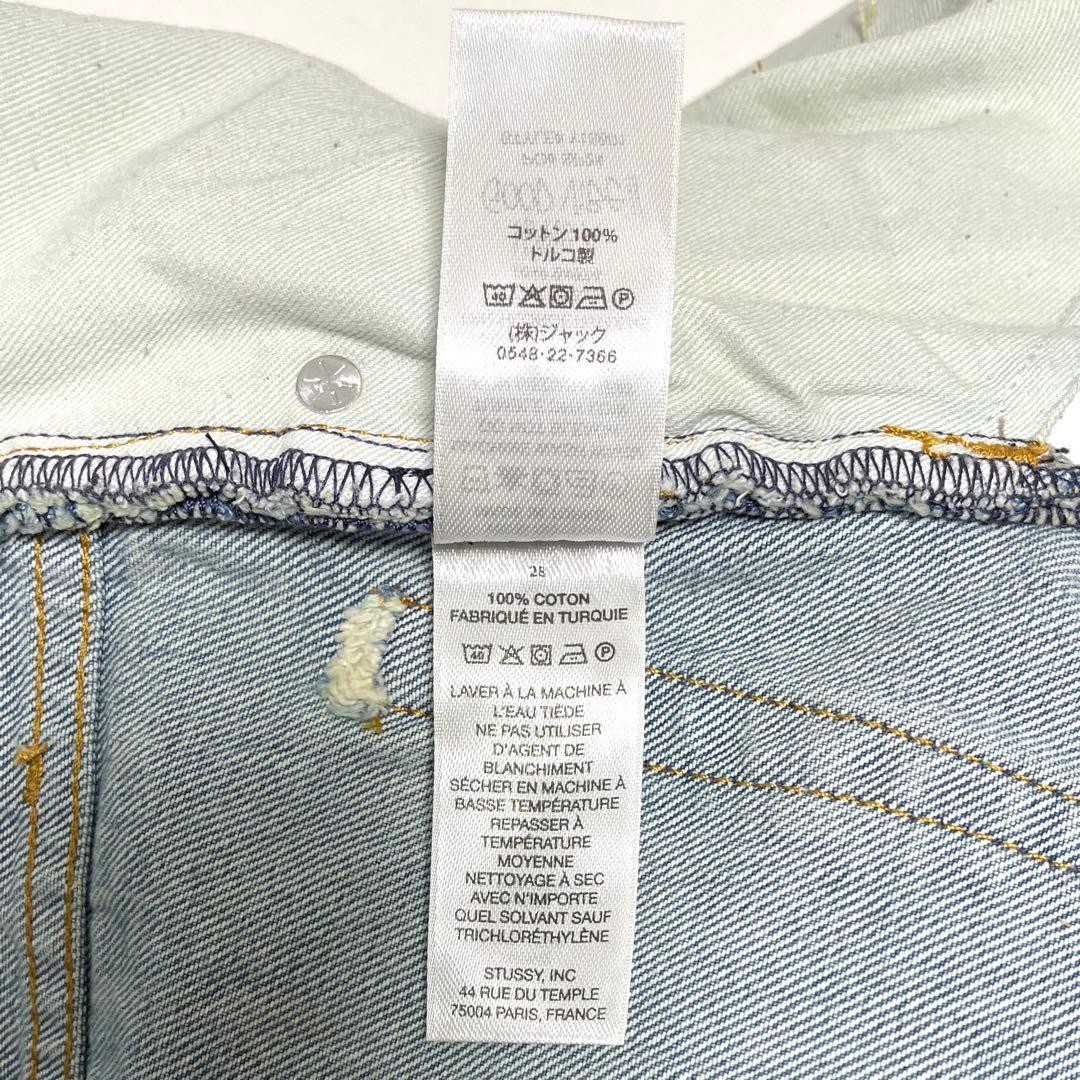 コットン100%
トルコ製
40
P
(株)ジャック
0548・22・7366
28
100% COTON
FABRIQUÉ EN TURQUIE
40
P
LAVER À LA MACHINE À
L'EAU TIÈDE
NE PAS UTILISER
D'AGENT DE
BLANCHIMENT
SÉCHER EN MACHINE À
BASSE TEMPÉRATURE
REPASSER À
TEMPÉRATURE
MOYENNE
NETTOYAGE À SEC
AVEC N'IMPORTE
QUEL SOLVANT SAUF
TRICHLORÉTHYLÈNE
STUSSY, INC
44 RUE DU TEMPLE
75004 PARIS, FRANCE